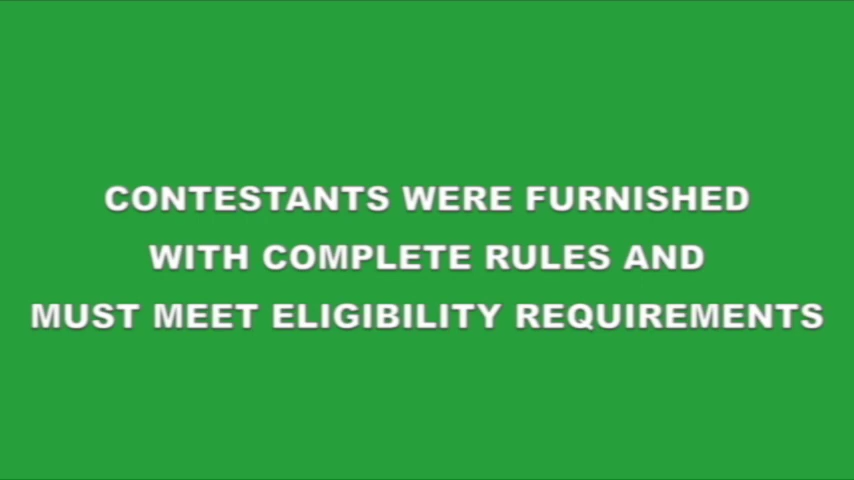 CONTESTANTS WERE FURNISHED
WITH COMPLETE RULES AND
MUST MEET ELIGIBILITY REQUIREMENTS